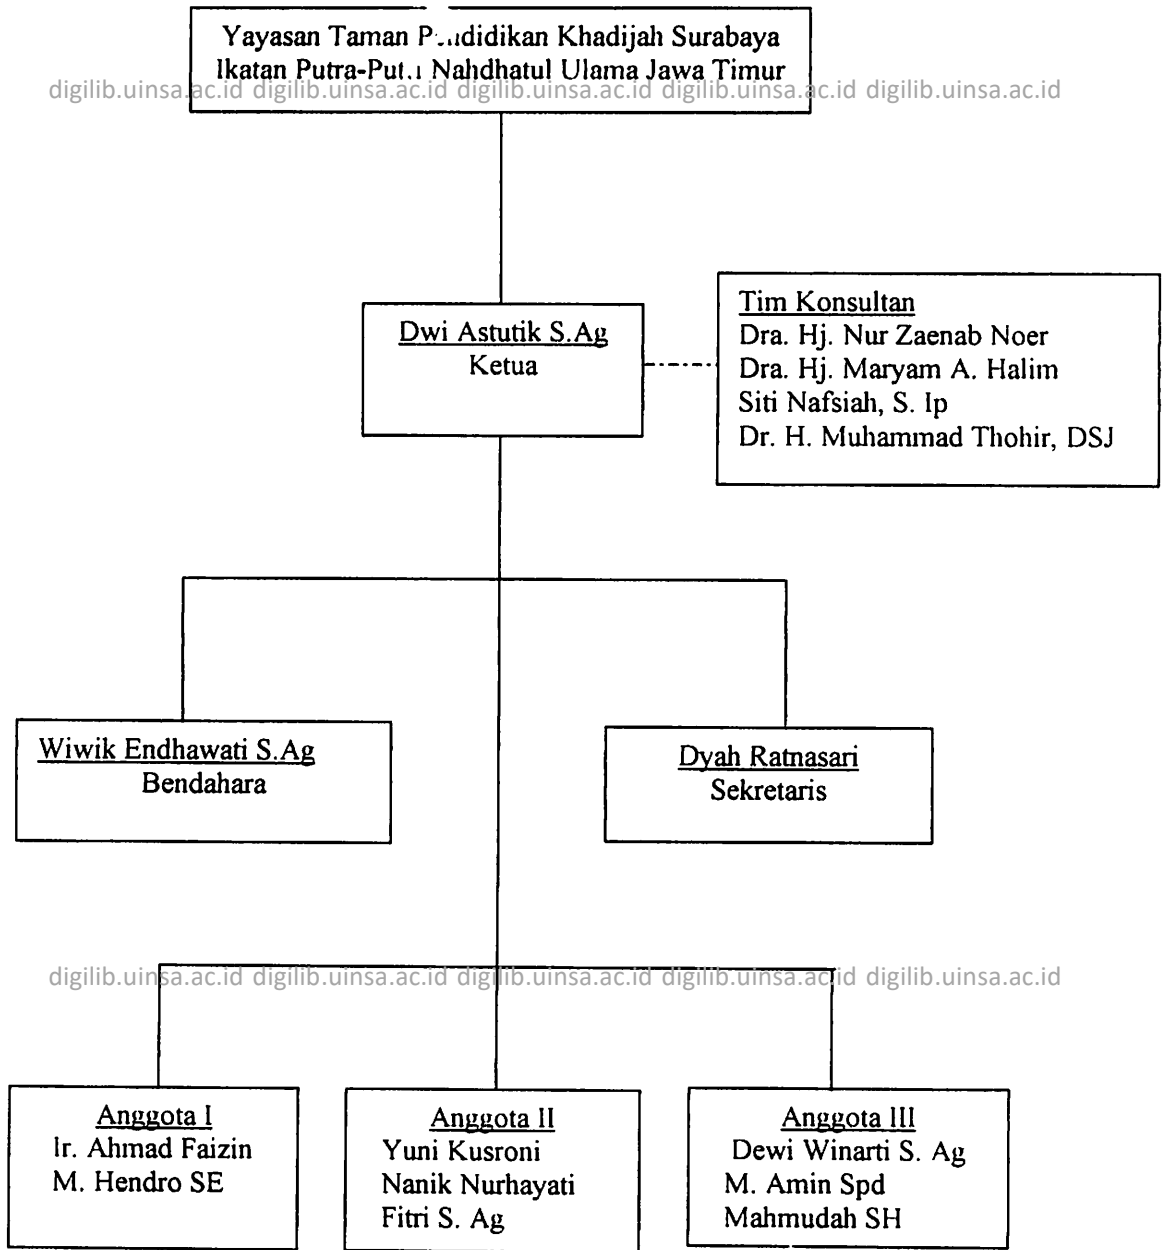 Yayasan Taman Pendidikan Khadijah Surabaya
Ikatan Putra-Putri Nahdhatul Ulama Jawa Timur
digilib.uinsa.ac.id digilib.uinsa.ac.id digilib.uinsa.ac.id digilib.uinsa.ac.id digilib.uinsa.ac.id
Dwi Astutik S.Ag
Ketua
Tim Konsultan
Dra. Hj. Nur Zaenab Noer
Dra. Hj. Maryam A. Halim
Siti Nafsiah, S. Ip
Dr. H. Muhammad Thohir, DSJ
Wiwik Endhawati S.Ag
Bendahara
Dyah Ratnasari
Sekretaris
digilib.uinsa.ac.id digilib.uinsa.ac.id digilib.uinsa.ac.id digilib.uinsa.ac.id digilib.uinsa.ac.id
Anggota I
Ir. Ahmad Faizin
M. Hendro SE
Anggota II
Yuni Kusroni
Nanik Nurhayati
Fitri S. Ag
Anggota III
Dewi Winarti S. Ag
M. Amin Spd
Mahmudah SH